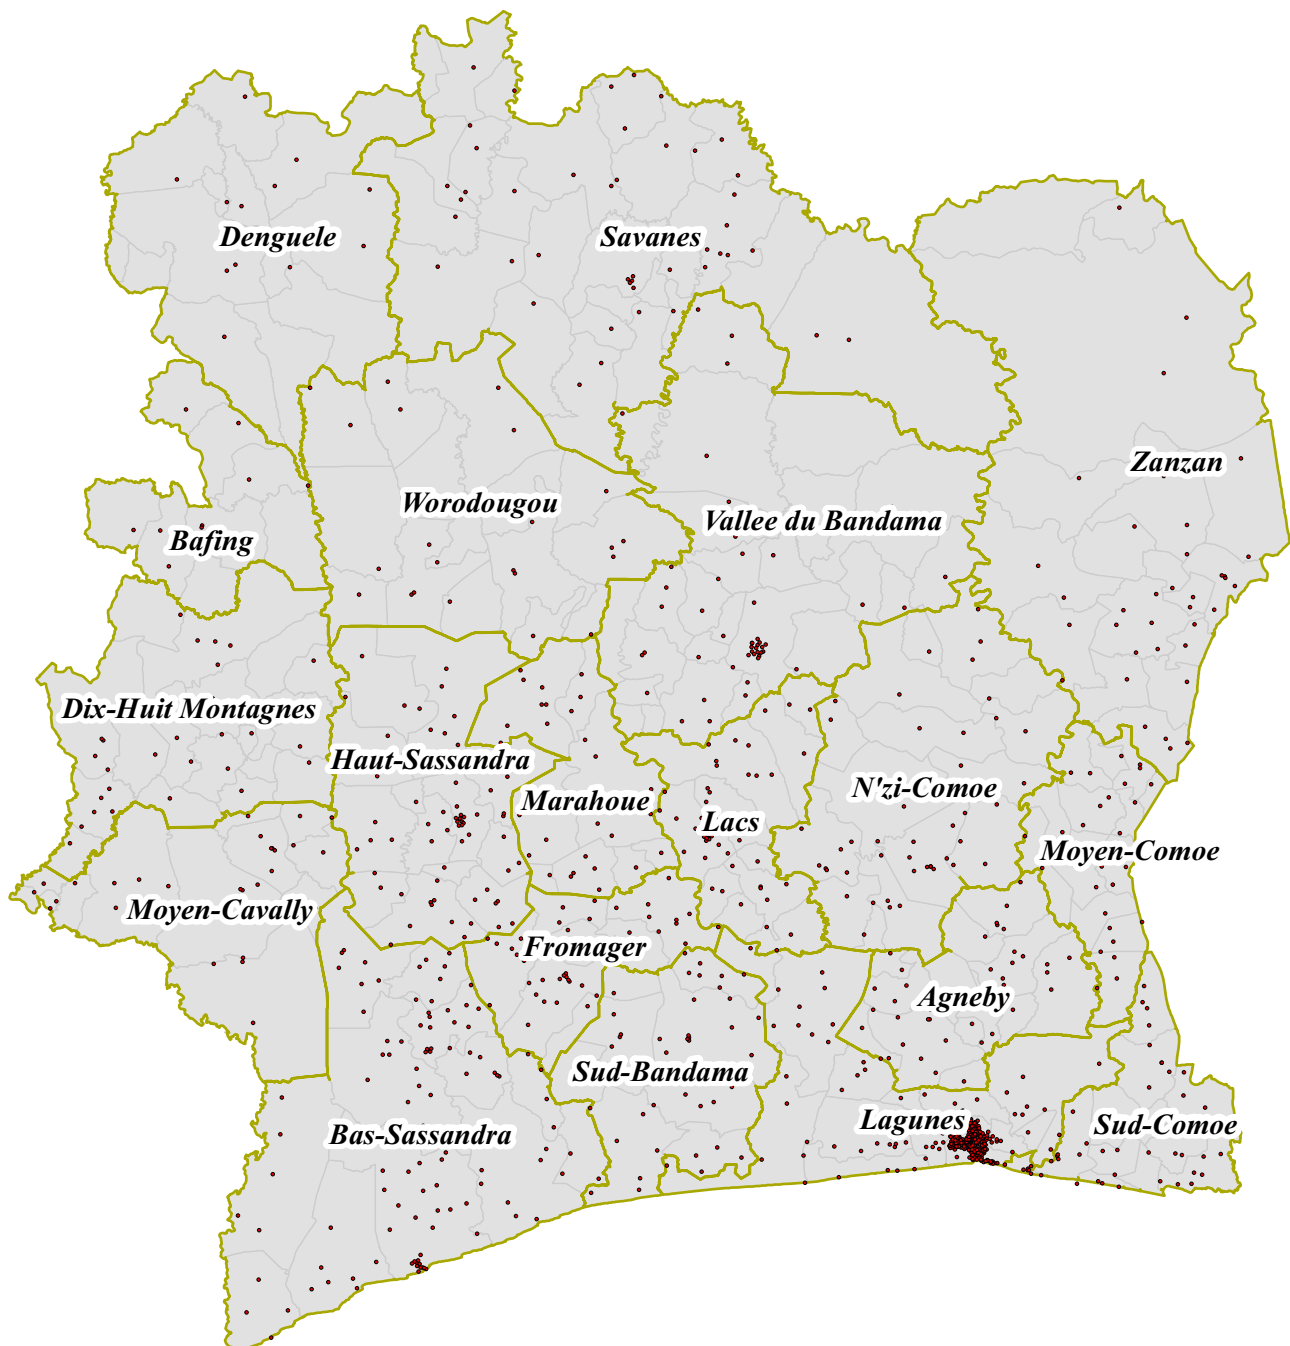 Denguele
Savanes
Zanzan
Worodougou
Vallee du Bandama
Bafing
Dix-Huit Montagnes
Haut-Sassandra
N'zi-Comoe
Marahoue
Lacs
Moyen-Comoe
Moyen-Cavally
Fromager
Agneby
Sud-Bandama
Lagunes
Sud-Comoe
Bas-Sassandra